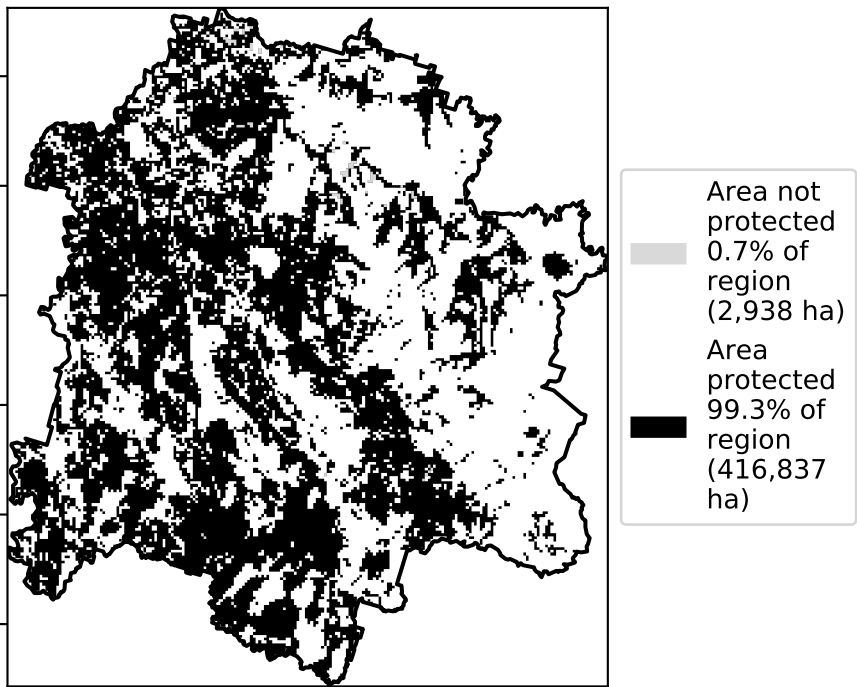 Area not
protected
0.7% of
region
(2,938 ha)
Area
protected
99.3% of
region
(416,837
ha)